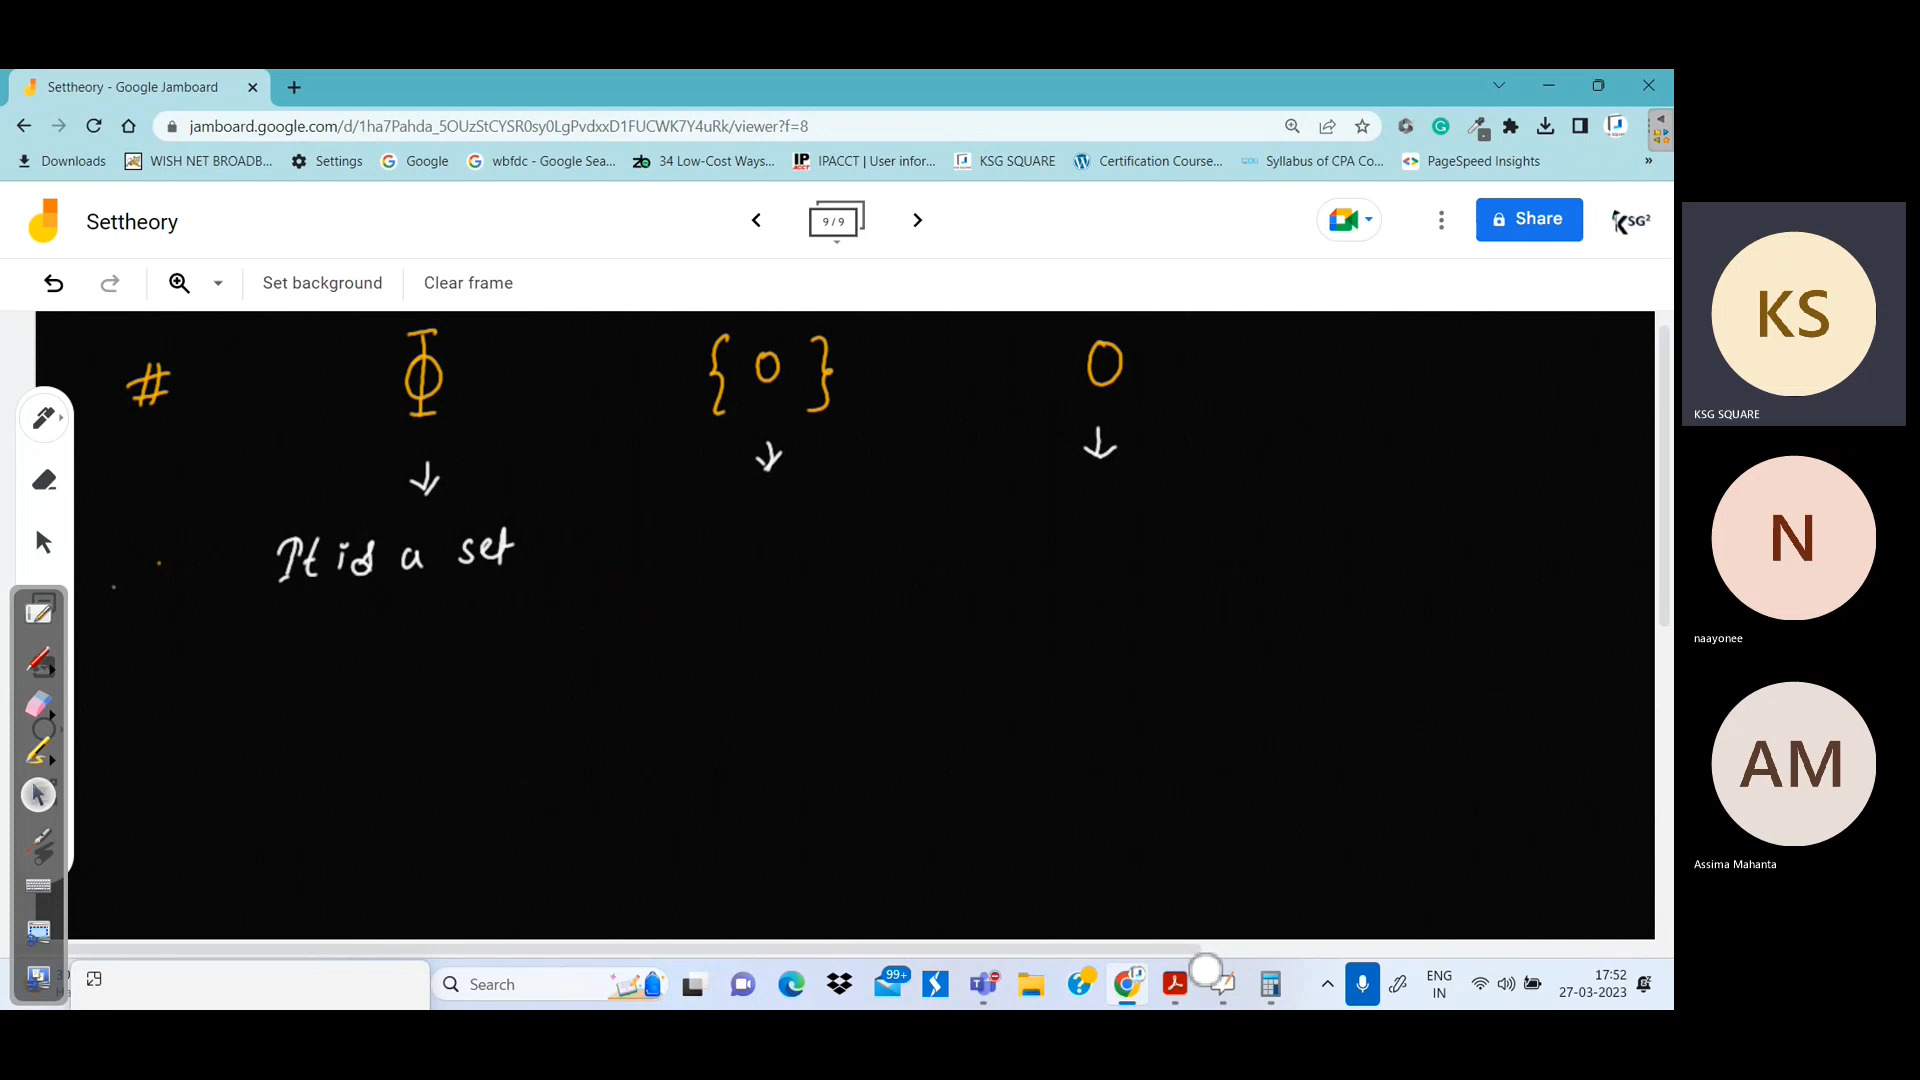 Settheory - Google Jamboard
jamboard.google.com/d/1ha7Pahda_5OUzStCYSR0sy0LgPvdxxD1FUCWK7Y4uRk/viewer?f=8
Downloads WISH NET BROADB... Settings Google wbfdc - Google Sea... 34 Low-Cost Ways... IPACCT | User infor... KSG SQUARE Certification Course... Syllabus of CPA Co... PageSpeed Insights »
Settheory 9 / 9 Share KSG²
Set background Clear frame
# Φ { 0 } 0
↓ ↓ ↓
It is a set
KS
KSG SQUARE
N
naayonee
AM
Assima Mahanta
Search 99+ ENG IN 17:52 27-03-2023